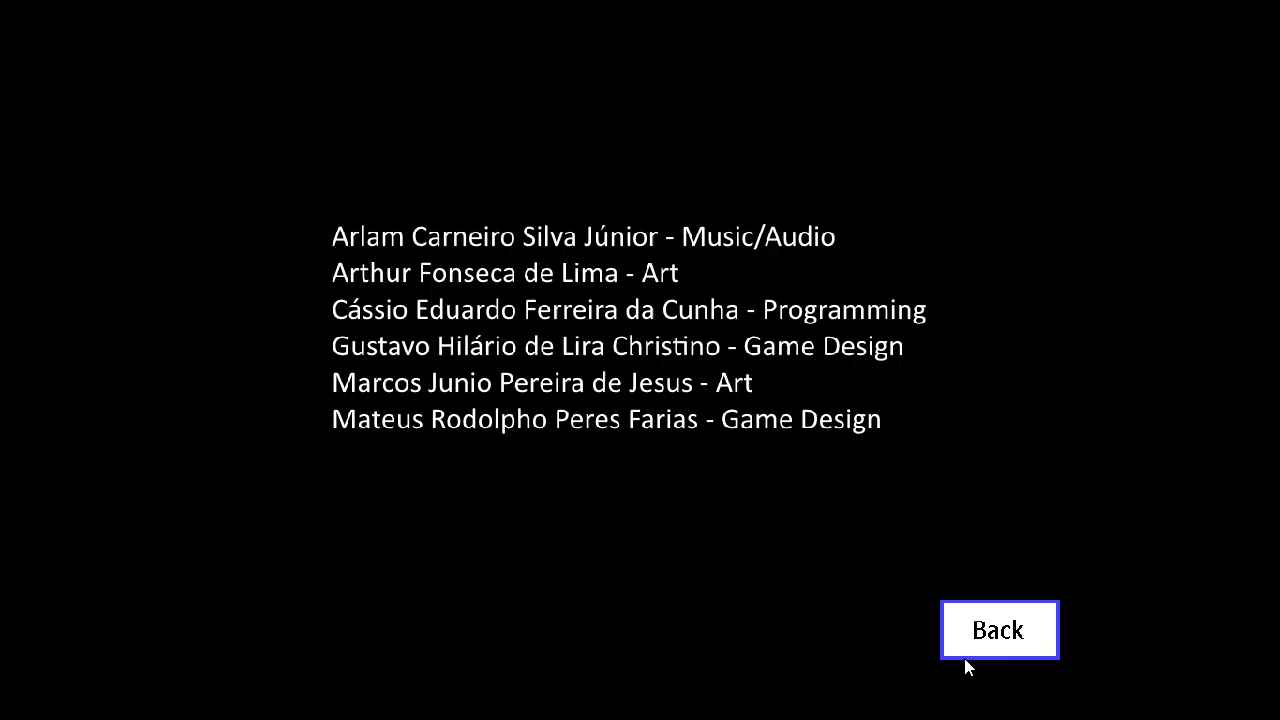 Arlam Carneiro Silva Júnior - Music/Audio
Arthur Fonseca de Lima - Art
Cássio Eduardo Ferreira da Cunha - Programming
Gustavo Hilário de Lira Christino - Game Design
Marcos Junio Pereira de Jesus - Art
Mateus Rodolpho Peres Farias - Game Design
Back